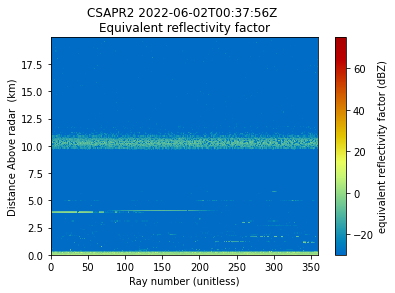 CSAPR2 2022-06-02T00:37:56Z
Equivalent reflectivity factor
Distance Above radar  (km)
17.5
15.0
12.5
10.0
7.5
5.0
2.5
0.0
0 50 100 150 200 250 300 350
Ray number (unitless)
60
40
20
0
−20
equivalent reflectivity factor (dBZ)